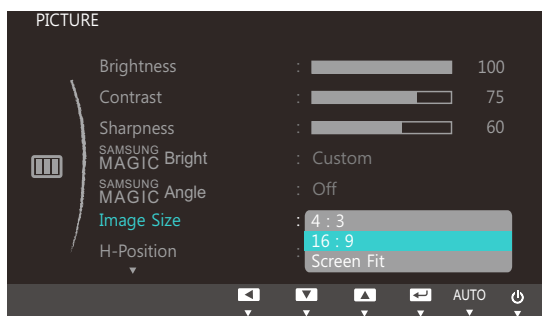 PICTURE
Brightness : 100
Contrast : 75
Sharpness : 60
SAMSUNG
MAGIC Bright : Custom
SAMSUNG
MAGIC Angle : Off
Image Size : 4 : 3
16 : 9
H-Position : Screen Fit
AUTO